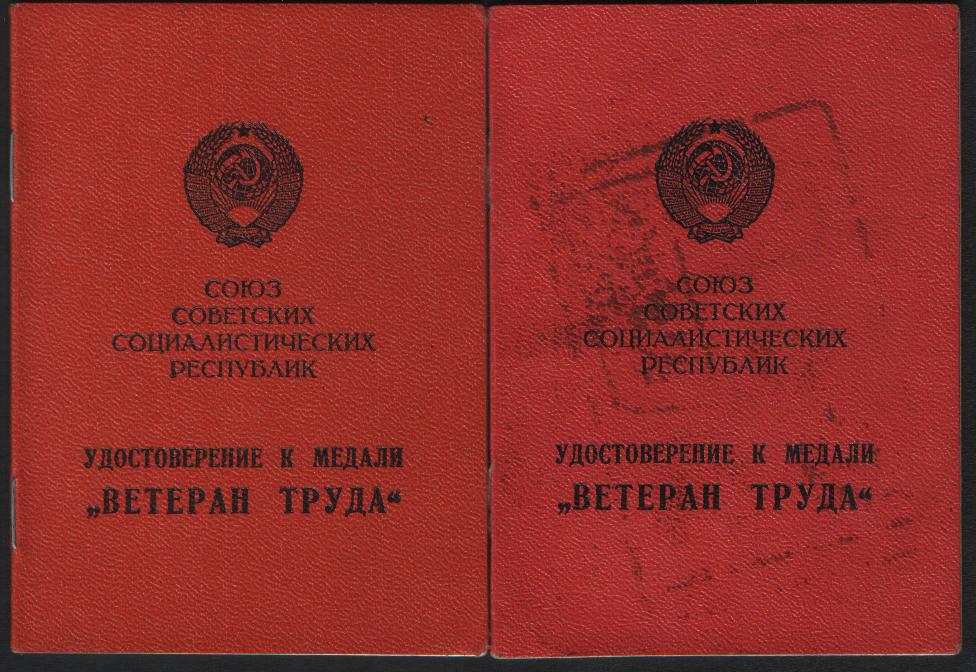 СОЮЗ
СОВЕТСКИХ
СОЦИАЛИСТИЧЕСКИХ
РЕСПУБЛИК
УДОСТОВЕРЕНИЕ К МЕДАЛИ
„ВЕТЕРАН ТРУДА“
СОЮЗ
СОВЕТСКИХ
СОЦИАЛИСТИЧЕСКИХ
РЕСПУБЛИК
УДОСТОВЕРЕНИЕ К МЕДАЛИ
„ВЕТЕРАН ТРУДА“